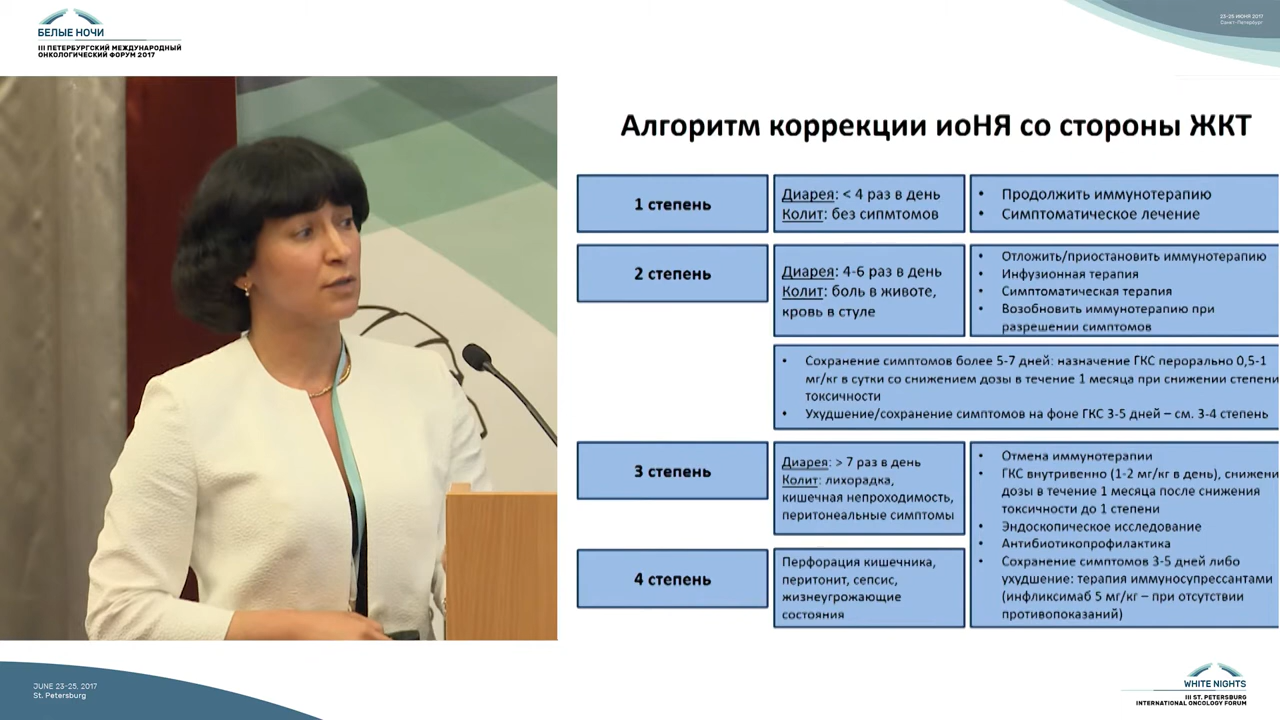 БЕЛЫЕ НОЧИ
III ПЕТЕРБУРГСКИЙ МЕЖДУНАРОДНЫЙ
ОНКОЛОГИЧЕСКИЙ ФОРУМ 2017
23-25 ИЮНЯ 2017
Санкт-Петербург
Алгоритм коррекции иоНЯ со стороны ЖКТ
1 степень
Диарея: < 4 раз в день
Колит: без сипмтомов
• Продолжить иммунотерапию
• Симптоматическое лечение
2 степень
Диарея: 4-6 раз в день
Колит: боль в животе,
кровь в стуле
• Отложить/приостановить иммунотерапию
• Инфузионная терапия
• Симптоматическая терапия
• Возобновить иммунотерапию при
разрешении симптомов
• Сохранение симптомов более 5-7 дней: назначение ГКС перорально 0,5-1
мг/кг в сутки со снижением дозы в течение 1 месяца при снижении степени
токсичности
• Ухудшение/сохранение симптомов на фоне ГКС 3-5 дней – см. 3-4 степень
3 степень
Диарея: > 7 раз в день
Колит: лихорадка,
кишечная непроходимость,
перитонеальные симптомы
4 степень
Перфорация кишечника,
перитонит, сепсис,
жизнеугрожающие
состояния
• Отмена иммунотерапии
• ГКС внутривенно (1-2 мг/кг в день), снижени
дозы в течение 1 месяца после снижения
токсичности до 1 степени
• Эндоскопическое исследование
• Антибиотикопрофилактика
• Сохранение симптомов 3-5 дней либо
ухудшение: терапия иммуносупрессантами
(инфликсимаб 5 мг/кг – при отсутствии
противопоказаний)
JUNE 23-25, 2017
St. Petersburg
WHITE NIGHTS
III ST. PETERSBURG
INTERNATIONAL ONCOLOGY FORUM